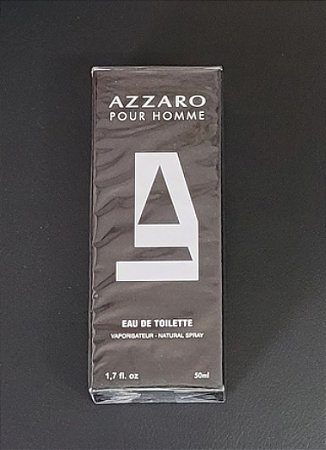 AZZARO
POUR HOMME
EAU DE TOILETTE
VAPORISATEUR - NATURAL SPRAY
1,7 fl. oz 50ml